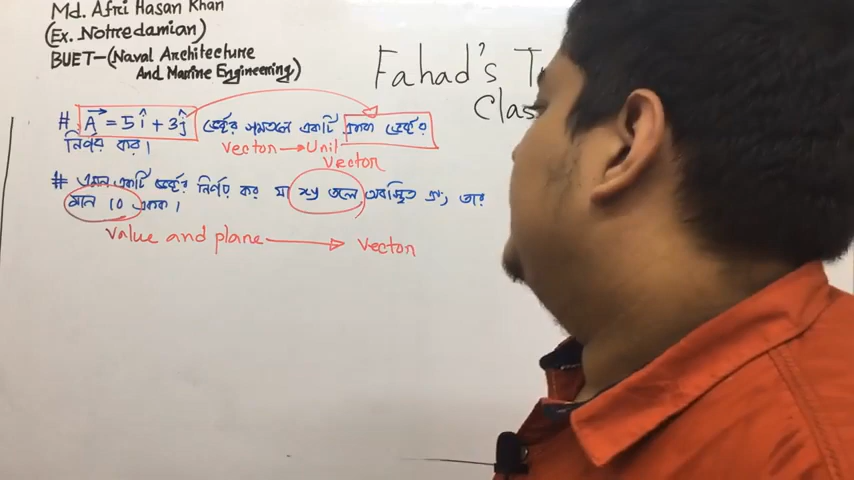 Md. Afri Hasan Khan
(Ex. Notredamian)
BUET-(Naval Architecture
And Marine Engineering)
Fahad's T
Class
# A = 5î + 3ĵ ভেক্টর সমতলে একটি একক ভেক্টর
নির্ণয় কর।
vector → Unit
vector
# এমন একটি ভেক্টর নির্ণয় কর যা xy তলে অবস্থিত এবং তার
মান 10 একক।
value and plane → vector